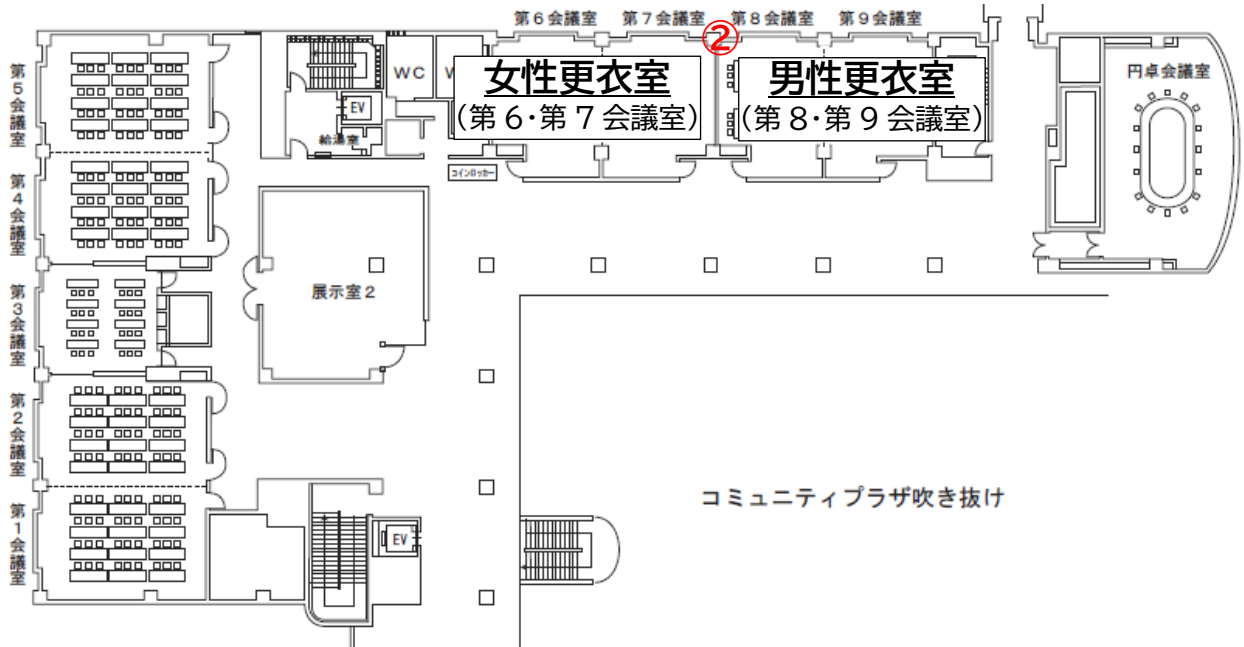 第6会議室
第7会議室
②
第8会議室
第9会議室
女性更衣室
(第6・第7会議室)
男性更衣室
(第8・第9会議室)
円卓会議室
WC
EV
給湯室
コインロッカー
第5会議室
第4会議室
第3会議室
第2会議室
第1会議室
展示室2
コミュニティプラザ吹き抜け
EV